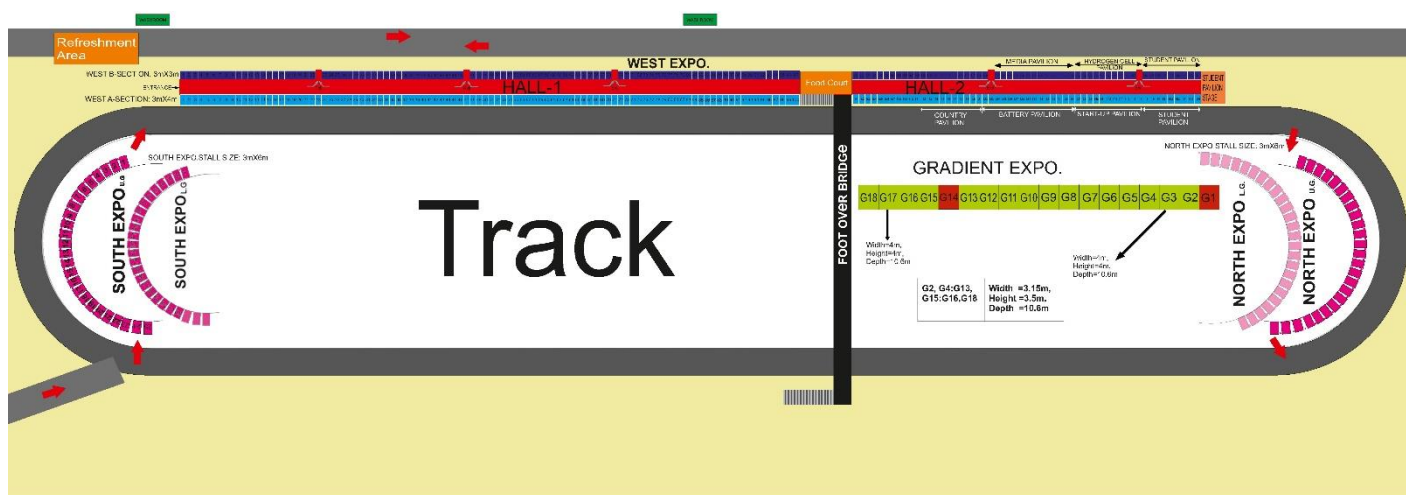 WASHROOM
WASHROOM
Refreshment
Area
WEST EXPO.
WEST B-SECTION: 3mX3m
ENTRANCE
WEST A-SECTION: 3mX4m
HALL-1
Food Court
HALL-2
MEDIA PAVILION
HYDROGEN CELL
PAVILION
STUDENT PAVILION
STUDENT
PAVILION
STAGE
COUNTRY
PAVILION
BATTERY PAVILION
START-UP PAVILION
STUDENT
PAVILION
SOUTH EXPO.STALL SIZE: 3mX6m
NORTH EXPO STALL SIZE: 3mX6m
SOUTH EXPO. U.G.
SOUTH EXPO. L.G.
Track
FOOT OVER BRIDGE
GRADIENT EXPO.
G18 G17 G16 G15 G14 G13 G12 G11 G10 G9 G8 G7 G6 G5 G4 G3 G2 G1
Width=4m,
Height=4m,
Depth=10.6m
Width=4m,
Height=4m,
Depth=10.6m
G2, G4:G13,
G15:G16,G18
Width =3.15m,
Height =3.5m,
Depth =10.6m
NORTH EXPO L.G.
NORTH EXPO U.G.